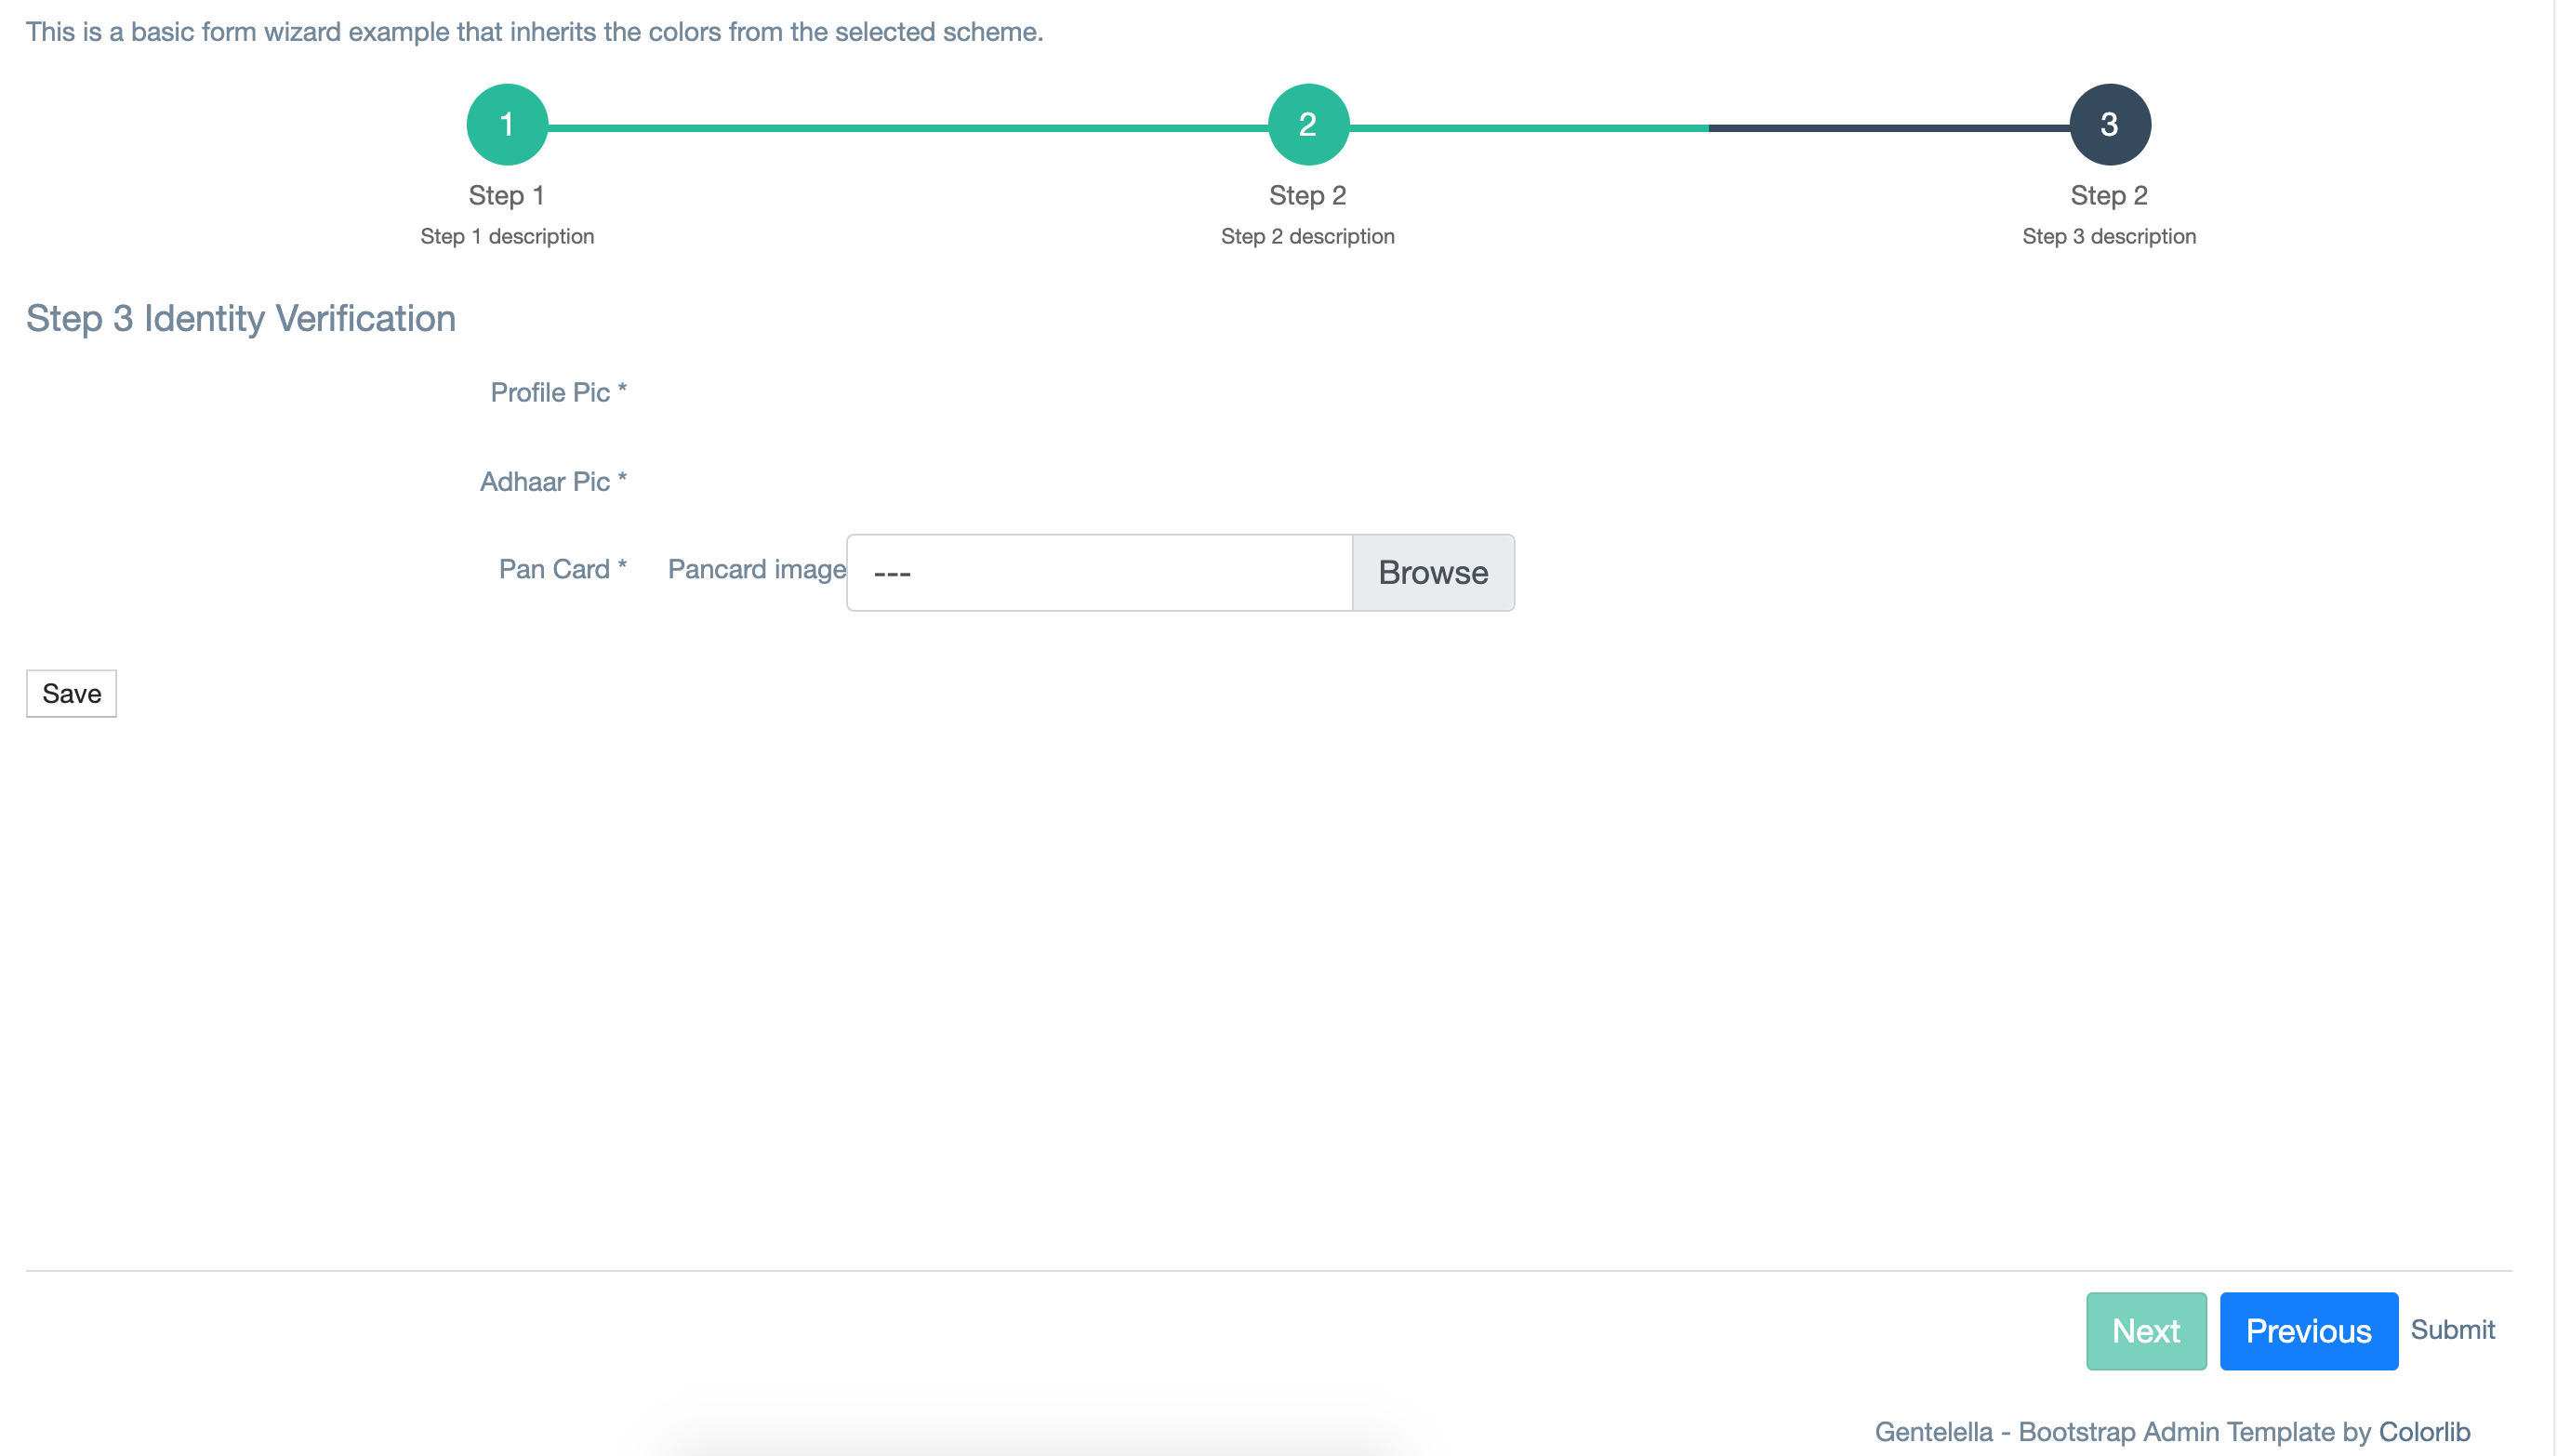 This is a basic form wizard example that inherits the colors from the selected scheme.
1 2 3
Step 1 Step 2 Step 2
Step 1 description Step 2 description Step 3 description
Step 3 Identity Verification
Profile Pic *
Adhaar Pic *
Pan Card * Pancard image --- Browse
Save
Next Previous Submit
Gentelella - Bootstrap Admin Template by Colorlib